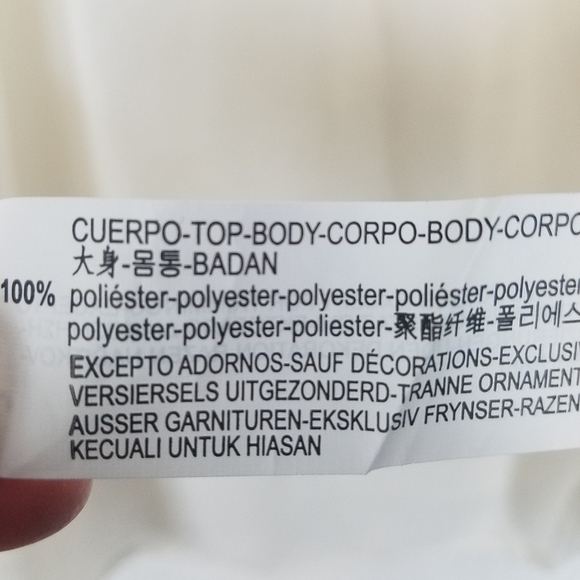 CUERPO-TOP-BODY-CORPO-BODY-CORPO
大身-몸통-BADAN
100% poliéster-polyester-polyester-poliéster-polyester
polyester-polyester-poliester-聚酯纤维-폴리에스
EXCEPTO ADORNOS-SAUF DÉCORATIONS-EXCLUSIV
VERSIERSELS UITGEZONDERD-TRANNE ORNAMENT
AUSSER GARNITUREN-EKSKLUSIV FRYNSER-RAZEN
KECUALI UNTUK HIASAN